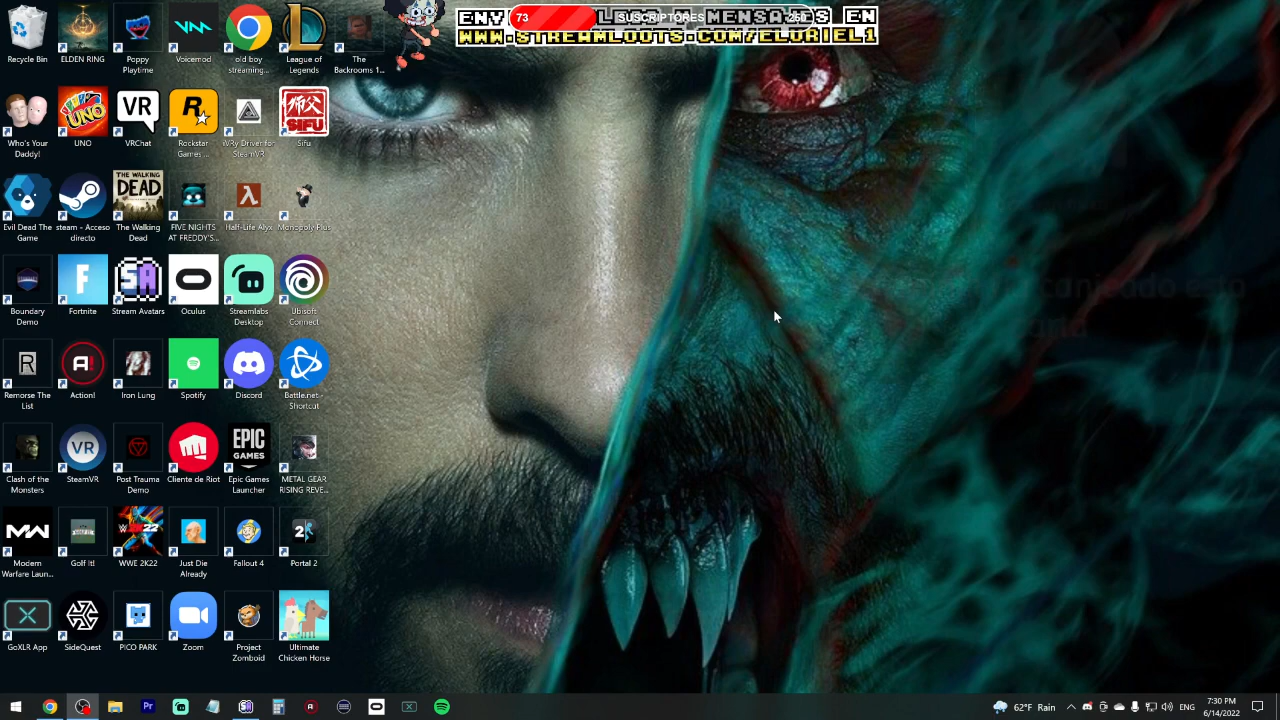 ENV
73
SUSCRIPTORES
250
MENSAJES EN
WWW.STREAMLOOTS.COM/ELURIEL1
Recycle Bin
ELDEN RING
Poppy Playtime
Voicemod
old boy streaming...
League of Legends
The Backrooms 1...
Who's Your Daddy!
UNO
VRChat
Rockstar Games ...
WRy Driver for SteamVR
Sifu
Evil Dead The Game
steam - Acceso directo
The Walking Dead
FIVE NIGHTS AT FREDDY'S...
Half-Life Alyx
Monopoly Plus
Boundary Demo
Fortnite
Stream Avatars
Oculus
Streamlabs Desktop
Ubisoft Connect
Remorse The List
Action!
Iron Lung
Spotify
Discord
Battle.net - Shortcut
Clash of the Monsters
SteamVR
Post Trauma Demo
Cliente de Riot
Epic Games Launcher
METAL GEAR RISING REVE...
Modern Warfare Laun...
Golf It!
WWE 2K22
Just Die Already
Fallout 4
Portal 2
GoXLR App
SideQuest
PICO PARK
Zoom
Project Zomboid
Ultimate Chicken Horse
62°F Rain
ENG
7:30 PM
6/14/2022